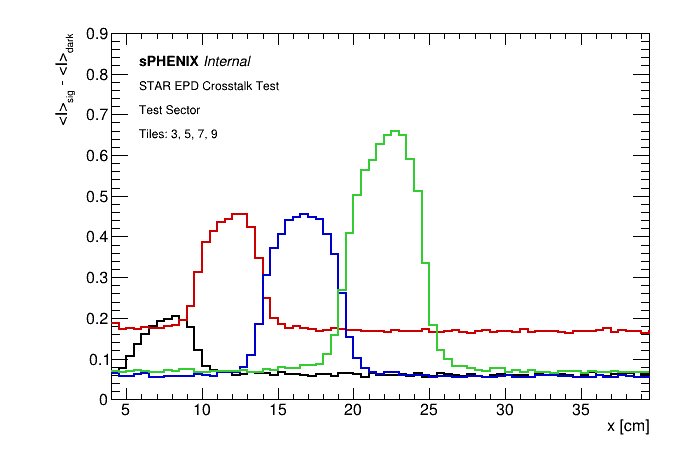 <I>sig - <I>dark
0.9
0.8
0.7
0.6
0.5
0.4
0.3
0.2
0.1
0
sPHENIX Internal
STAR EPD Crosstalk Test
Test Sector
Tiles: 3, 5, 7, 9
5 10 15 20 25 30 35
x [cm]